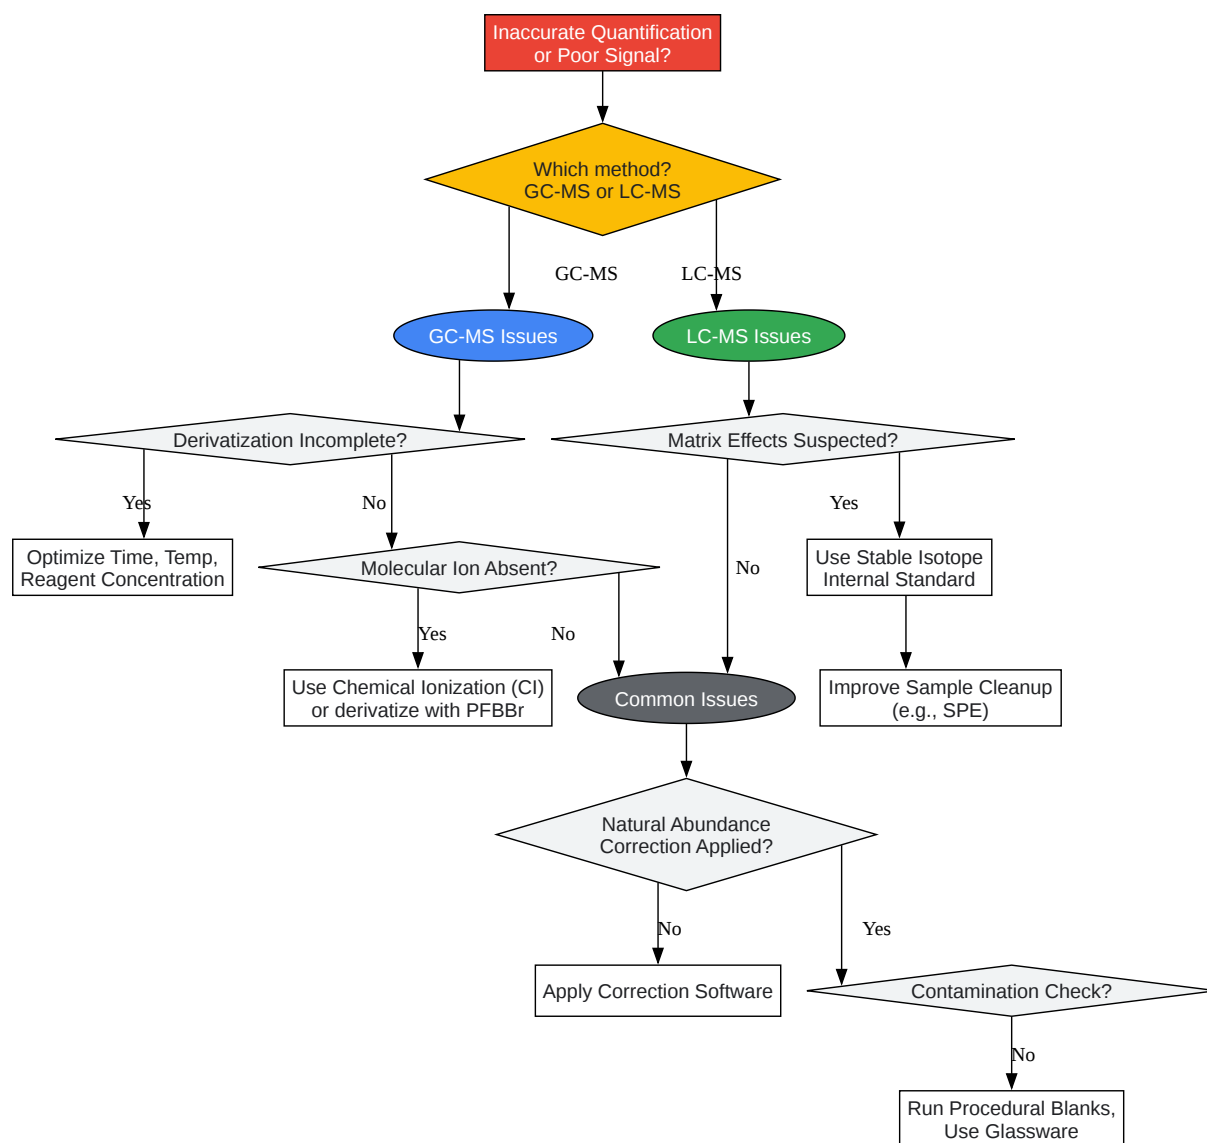 Inaccurate Quantification
or Poor Signal?
Which method?
GC-MS or LC-MS
GC-MS
LC-MS
GC-MS Issues
LC-MS Issues
Derivatization Incomplete?
Matrix Effects Suspected?
Yes
No
Yes
Optimize Time, Temp,
Reagent Concentration
Molecular Ion Absent?
No
Use Stable Isotope
Internal Standard
Yes
No
Use Chemical Ionization (CI)
or derivatize with PFBBr
Common Issues
Improve Sample Cleanup
(e.g., SPE)
Natural Abundance
Correction Applied?
No
Yes
Apply Correction Software
Contamination Check?
No
Run Procedural Blanks,
Use Glassware